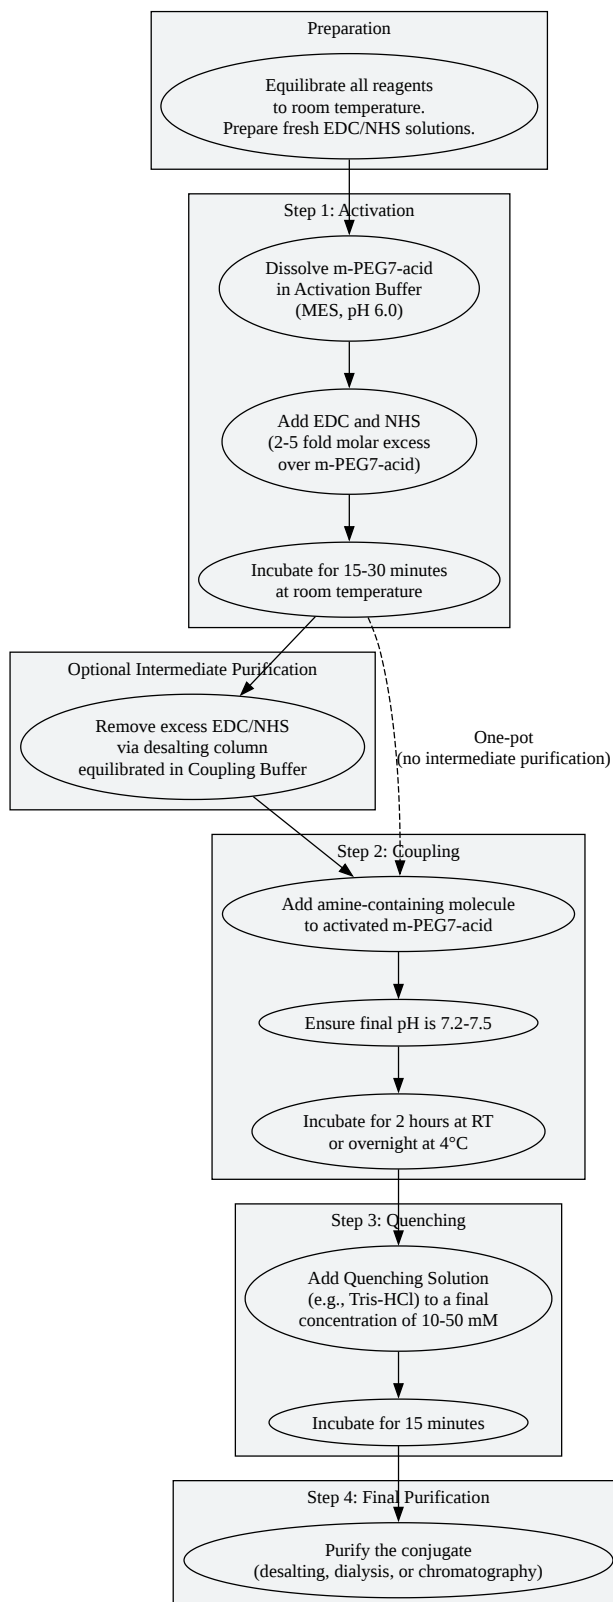 Preparation
Equilibrate all reagents
to room temperature.
Prepare fresh EDC/NHS solutions.
Step 1: Activation
Dissolve m-PEG7-acid
in Activation Buffer
(MES, pH 6.0)
Add EDC and NHS
(2-5 fold molar excess
over m-PEG7-acid)
Incubate for 15-30 minutes
at room temperature
Optional Intermediate Purification
Remove excess EDC/NHS
via desalting column
equilibrated in Coupling Buffer
One-pot
(no intermediate purification)
Step 2: Coupling
Add amine-containing molecule
to activated m-PEG7-acid
Ensure final pH is 7.2-7.5
Incubate for 2 hours at RT
or overnight at 4°C
Step 3: Quenching
Add Quenching Solution
(e.g., Tris-HCl) to a final
concentration of 10-50 mM
Incubate for 15 minutes
Step 4: Final Purification
Purify the conjugate
(desalting, dialysis, or chromatography)